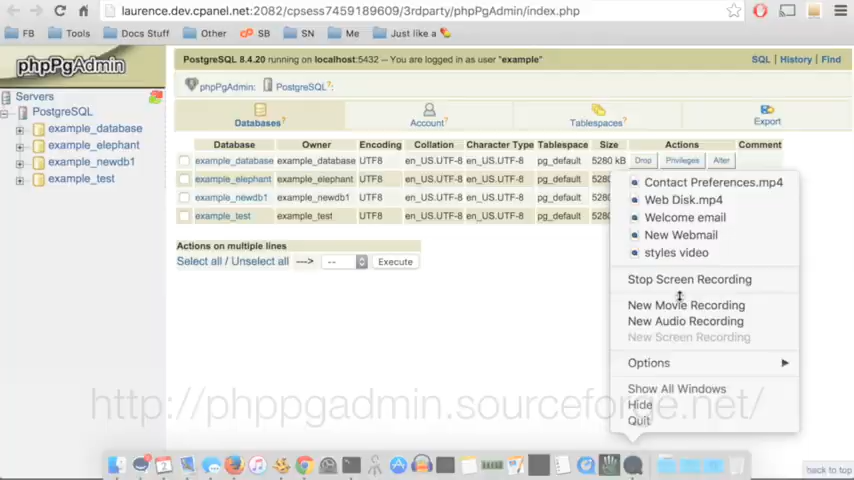 laurence.dev.cpanel.net:2082/cpsess7459189609/3rdparty/phpPgAdmin/index.php
FB Tools Docs Stuff Other SB SN Me Just like a
phpPgAdmin
PostgreSQL 8.4.20 running on localhost:5432 -- You are logged in as user "example"
SQL | History | Find
phpPgAdmin: PostgreSQL?:
Servers
PostgreSQL
example_database
example_elephant
example_newdb1
example_test
Databases? Account? Tablespaces? Export
Database Owner Encoding Collation Character Type Tablespace Size Actions Comment
example_database example_database UTF8 en_US.UTF-8 en_US.UTF-8 pg_default 5280 kB Drop Privileges Alter
example_elephant example_elephant UTF8 en_US.UTF-8 en_US.UTF-8 pg_default 5280
example_newdb1 example_newdb1 UTF8 en_US.UTF-8 en_US.UTF-8 pg_default 5280
example_test example_test UTF8 en_US.UTF-8 en_US.UTF-8 pg_default 5280
Actions on multiple lines
Select all / Unselect all ---> -- Execute
Contact Preferences.mp4
Web Disk.mp4
Welcome email
New Webmail
styles video
Stop Screen Recording
New Movie Recording
New Audio Recording
New Screen Recording
Options
Show All Windows
Hide
Quit
http://phppgadmin.sourceforge.net/
back to top